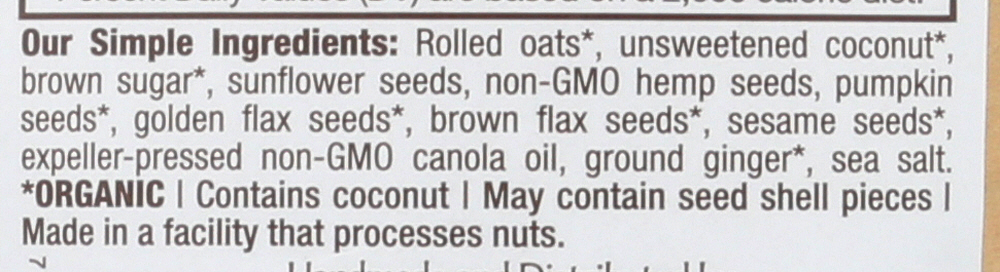 Our Simple Ingredients: Rolled oats*, unsweetened coconut*,
brown sugar*, sunflower seeds, non-GMO hemp seeds, pumpkin
seeds*, golden flax seeds*, brown flax seeds*, sesame seeds*,
expeller-pressed non-GMO canola oil, ground ginger*, sea salt.
*ORGANIC | Contains coconut | May contain seed shell pieces |
Made in a facility that processes nuts.